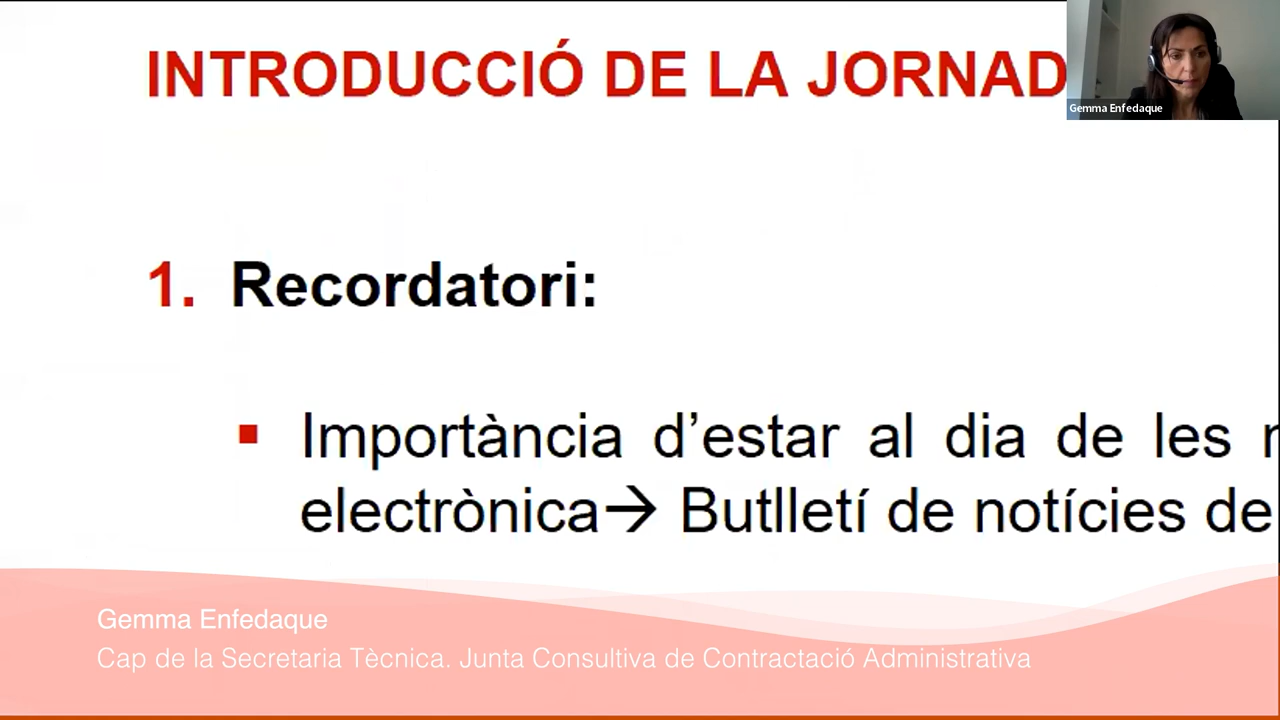 INTRODUCCIÓ DE LA JORNAD
Gemma Enfedaque
1. Recordatori:
▪ Importància d’estar al dia de les
electrònica→ Butlletí de notícies de
Gemma Enfedaque
Cap de la Secretaria Tècnica. Junta Consultiva de Contractació Administrativa